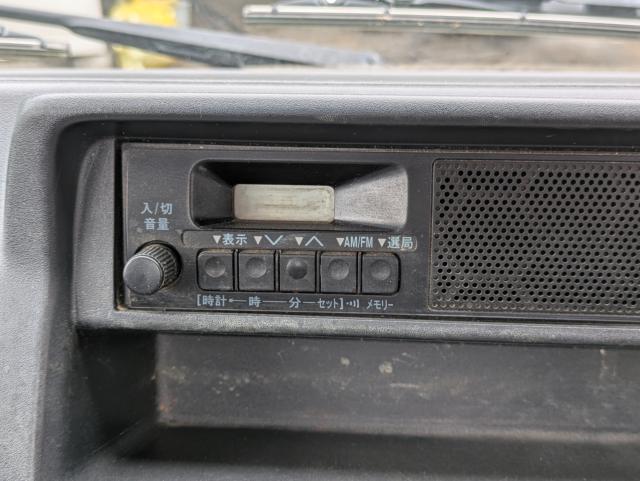 入/切
音量
▼表示 ▼╲╱ ▼╱╲ ▼AM/FM ▼選局
[時計 ← 時 ― 分 ― セット] •))) メモリー